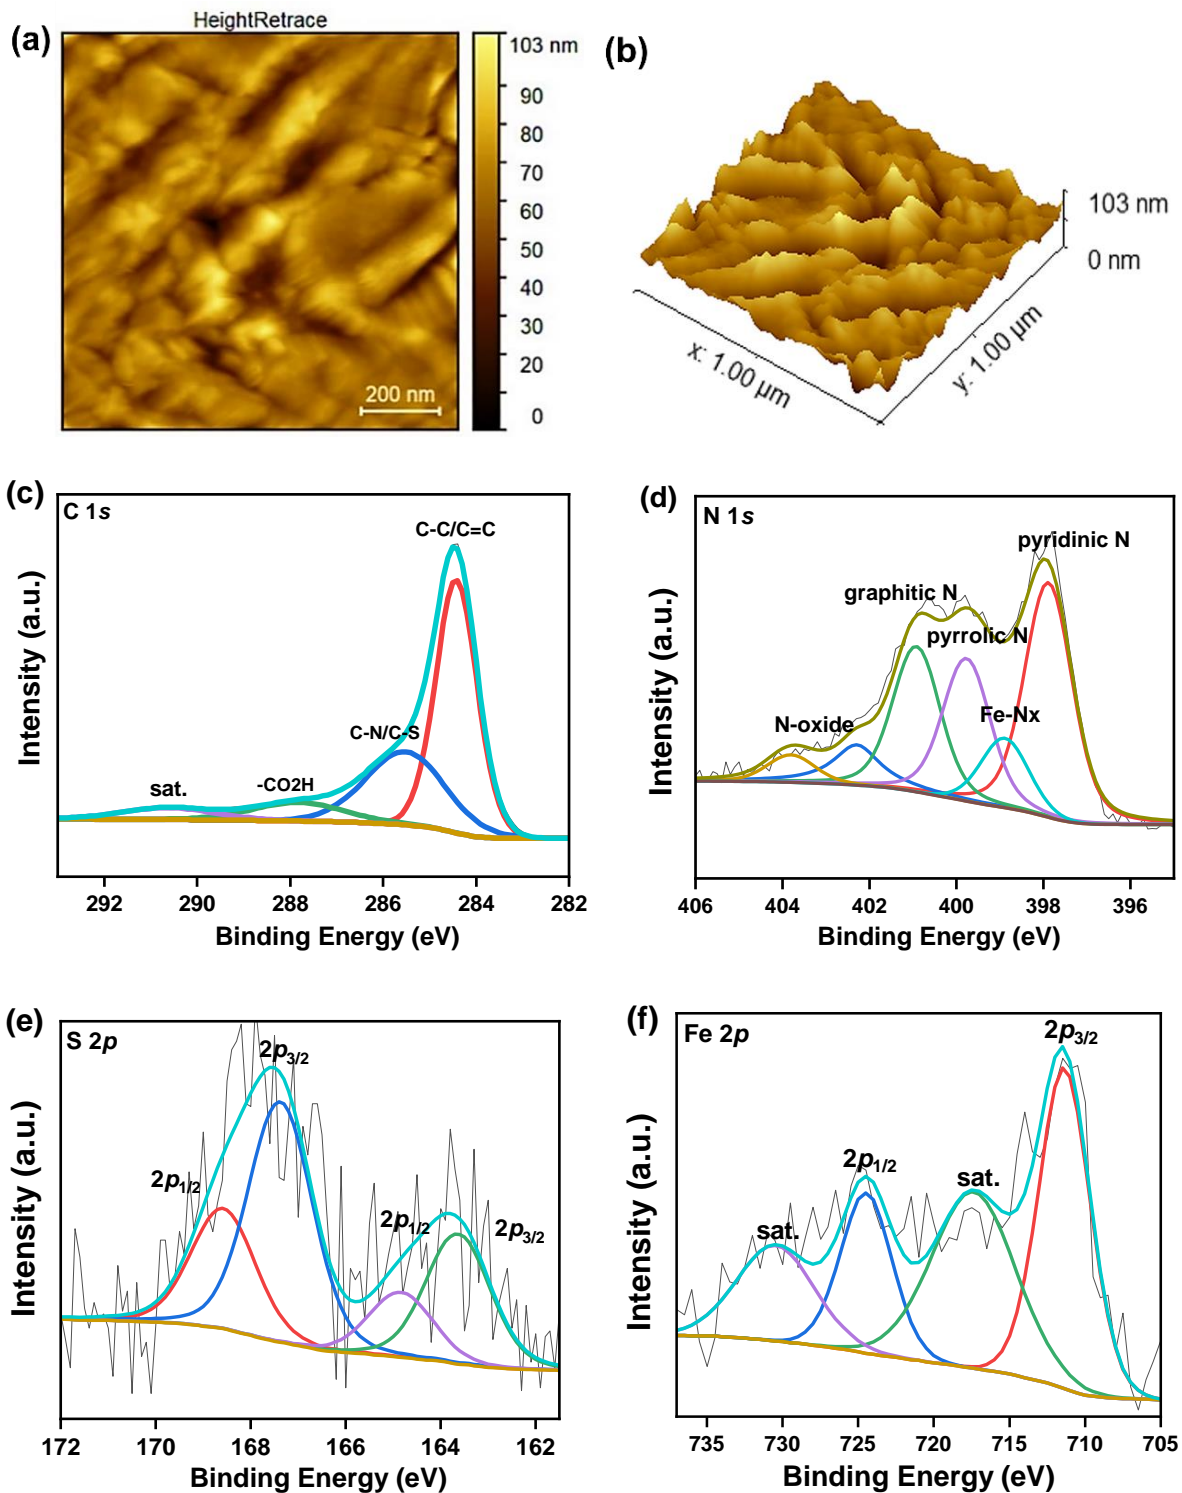 HeightRetrace
(a)
103 nm
90
80
70
60
50
40
30
20
0
200 nm
(b)
103 nm
0 nm
x: 1.00 µm
y: 1.00 µm
(c)
C 1s
C-C/C=C
C-N/C-S
-CO2H
sat.
Intensity (a.u.)
292 290 288 286 284 282
Binding Energy (eV)
(d)
N 1s
pyridinic N
graphitic N
pyrrolic N
Fe-Nx
N-oxide
Intensity (a.u.)
406 404 402 400 398 396
Binding Energy (eV)
(e)
S 2p
2p3/2
2p1/2
2p1/2
2p3/2
Intensity (a.u.)
172 170 168 166 164 162
Binding Energy (eV)
(f)
Fe 2p
2p3/2
2p1/2
sat.
sat.
Intensity (a.u.)
735 730 725 720 715 710 705
Binding Energy (eV)